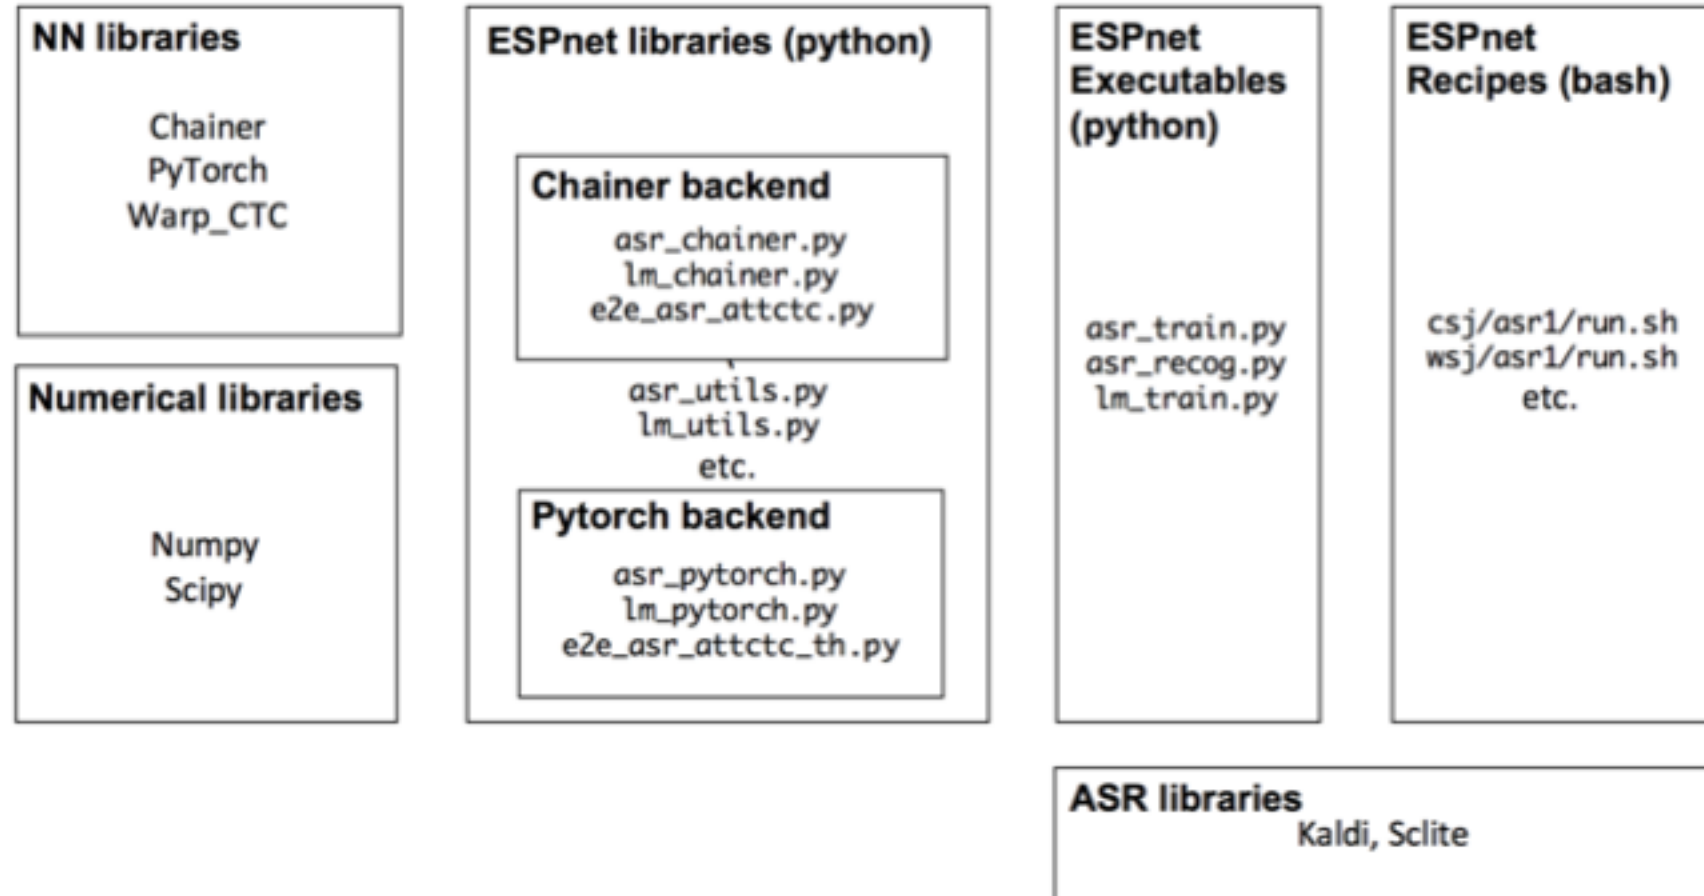 NN libraries
Chainer
PyTorch
Warp_CTC
Numerical libraries
Numpy
Scipy
ESPnet libraries (python)
Chainer backend
asr_chainer.py
lm_chainer.py
e2e_asr_attctc.py
asr_utils.py
lm_utils.py
etc.
Pytorch backend
asr_pytorch.py
lm_pytorch.py
e2e_asr_attctc_th.py
ESPnet
Executables
(python)
asr_train.py
asr_recog.py
lm_train.py
ESPnet
Recipes (bash)
csj/asr1/run.sh
wsj/asr1/run.sh
etc.
ASR libraries
Kaldi, Sclite